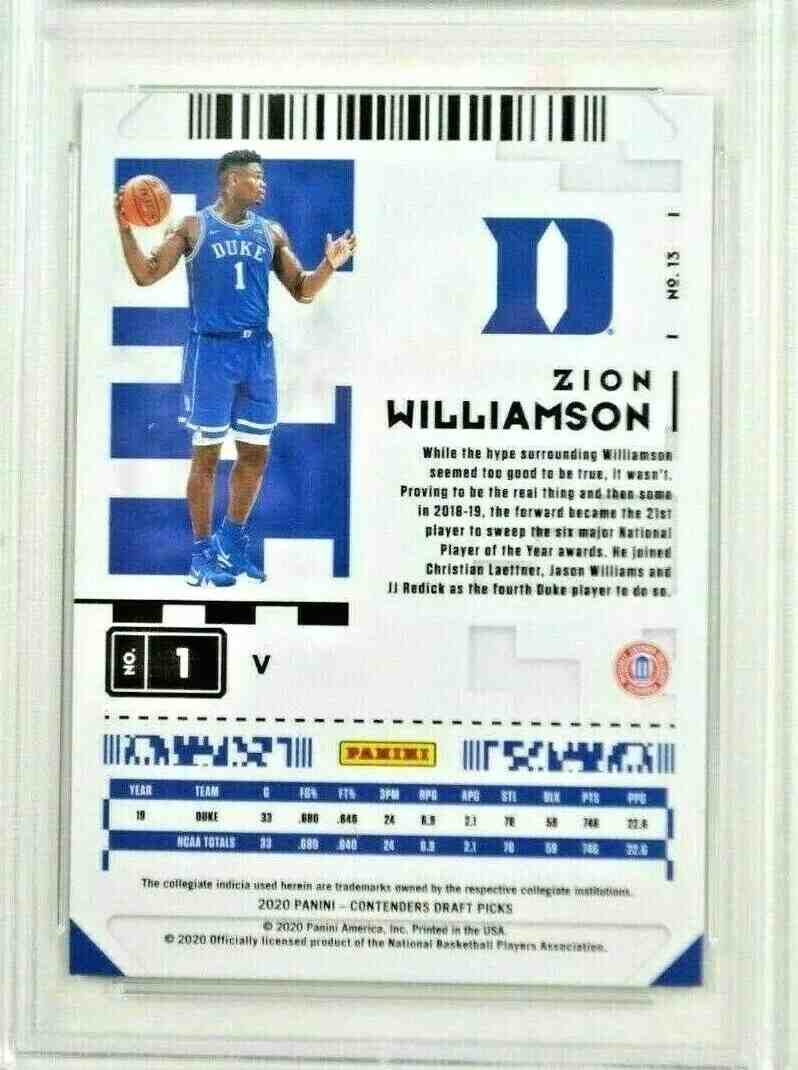 DUKE
1
D
NO. 13
ZION
WILLIAMSON
While the hype surrounding Williamson
seemed too good to be true, it wasn't.
Proving to be the real thing and then some
in 2018-19, the forward became the 21st
player to sweep the six major National
Player of the Year awards. He joined
Christian Laettner, Jason Williams and
JJ Redick as the fourth Duke player to do so.
NO. 1 V
PANINI
YEAR TEAM G FG% FT% 3PM RPG APG STL BLK PTS PPG
19 DUKE 33 .680 .640 24 8.9 2.1 70 59 746 22.6
NCAA TOTALS 33 .680 .640 24 8.9 2.1 70 59 746 22.6
The collegiate indicia used herein are trademarks owned by the respective collegiate institutions.
2020 PANINI – CONTENDERS DRAFT PICKS
© 2020 Panini America, Inc. Printed in the USA.
© 2020 Officially licensed product of the National Basketball Players Association.